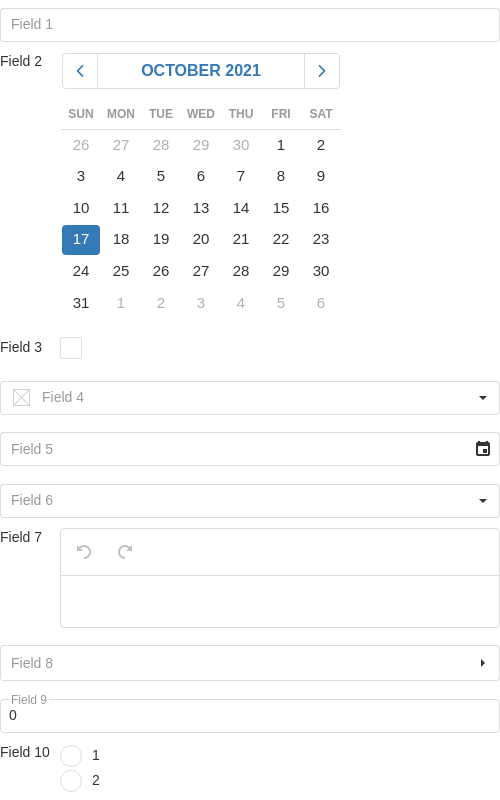 Field 1
Field 2
OCTOBER 2021
SUN MON TUE WED THU FRI SAT
26 27 28 29 30 1 2
3 4 5 6 7 8 9
10 11 12 13 14 15 16
17 18 19 20 21 22 23
24 25 26 27 28 29 30
31 1 2 3 4 5 6
Field 3
Field 4
Field 5
Field 6
Field 7
Field 8
Field 9
0
Field 10
1
2